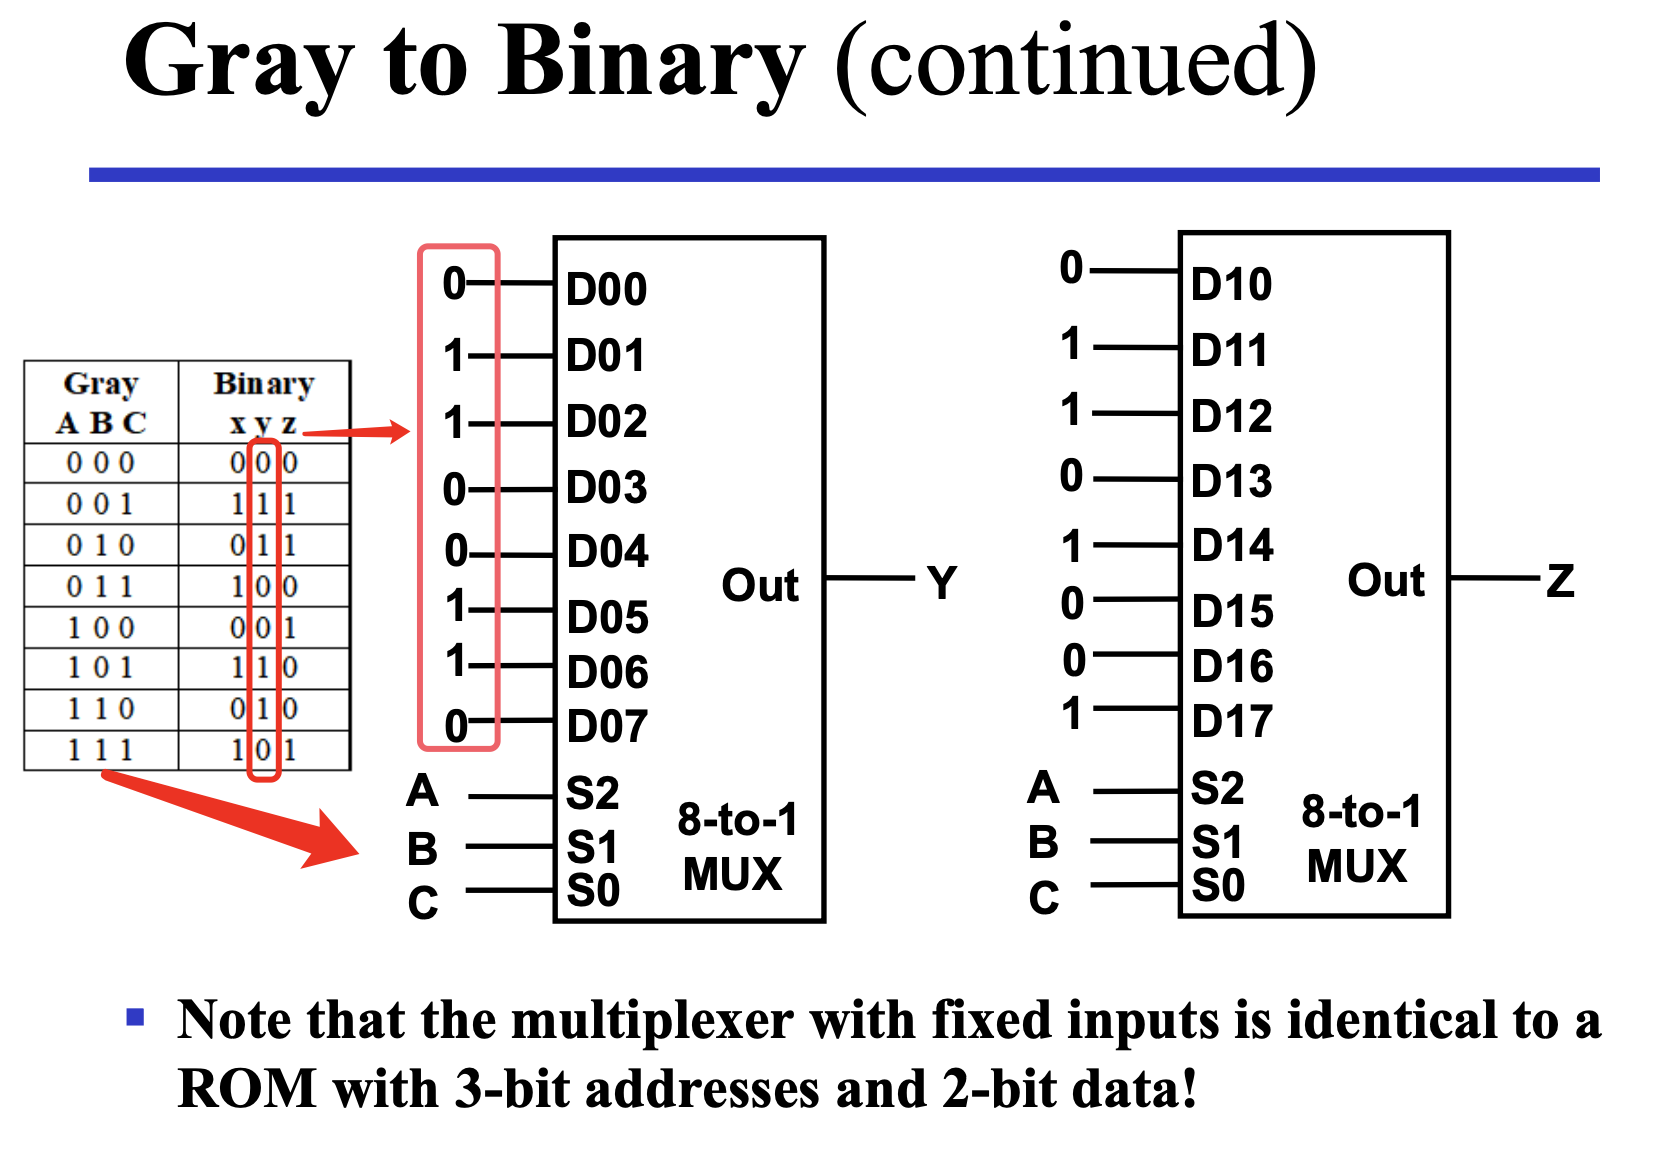 Gray to Binary (continued)
Gray Binary
A B C x y z
0 0 0 0 0 0
0 0 1 1 1 1
0 1 0 0 1 1
0 1 1 1 0 0
1 0 0 0 0 1
1 0 1 1 1 0
1 1 0 0 1 0
1 1 1 1 0 1
0 D00
1 D01
1 D02
0 D03
0 D04
1 D05
1 D06
0 D07
Out Y
A S2
B S1
C S0
8-to-1
MUX
0 D10
1 D11
1 D12
0 D13
1 D14
0 D15
0 D16
1 D17
Out Z
A S2
B S1
C S0
8-to-1
MUX
Note that the multiplexer with fixed inputs is identical to a
ROM with 3-bit addresses and 2-bit data!